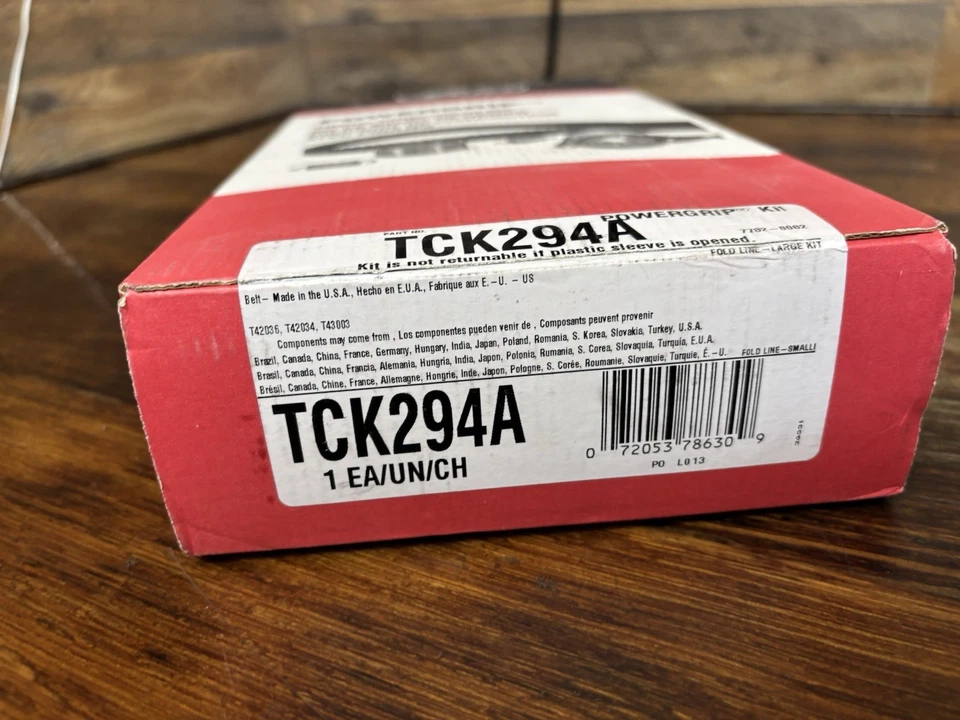 POWERGRIP™ Kit
PART NO.
TCK294A
7702-0002
Kit is not returnable if plastic sleeve is opened.
FOLD LINE—LARGE KIT
Belt— Made in the U.S.A., Hecho en E.U.A., Fabrique aux E.-U. - US
T42036, T42034, T43003
Components may come from , Los componentes pueden venir de , Composants peuvent provenir
Brazil, Canada, China, France, Germany, Hungary, India, Japan, Poland, Romania, S. Korea, Slovakia, Turkey, U.S.A.
Brasil, Canada, China, Francia, Alemania, Hungria, India, Japon, Polonia, Rumania, S. Corea, Slovaquia, Turquia, E.U.A.
Brésil, Canada, Chine, France, Allemagne, Hongrie, Inde, Japon, Pologne, S. Corée, Roumanie, Slovaquie, Turquie, É.-U.
FOLD LINE—SMALL
TCK294A
1 EA/UN/CH
0 72053 78630 9
PO L013